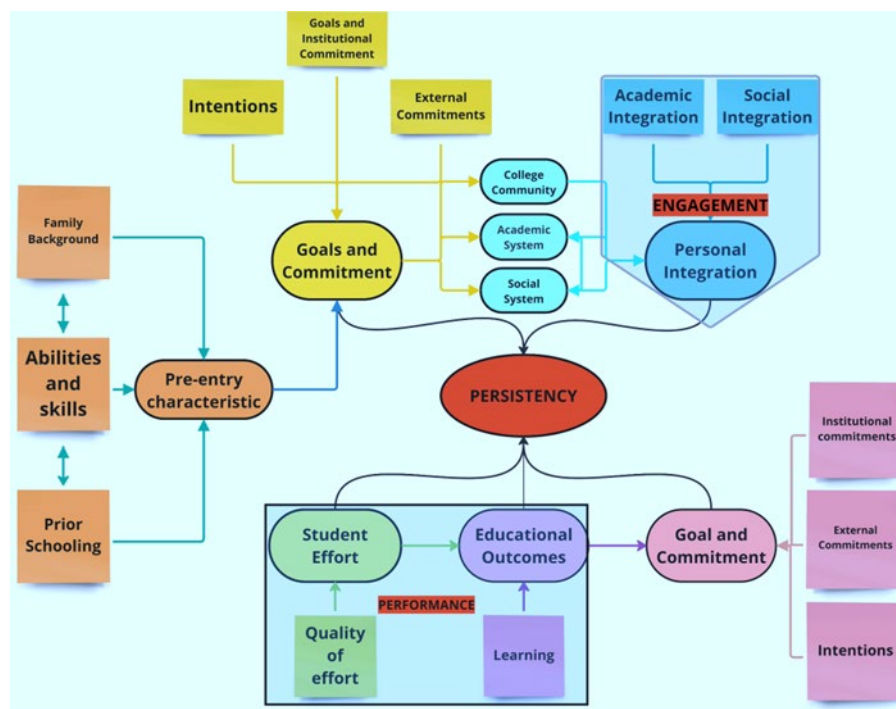 Goals and
Institutional
Commitment
Intentions
External
Commitments
Academic
Integration
Social
Integration
College
Community
ENGAGEMENT
Family
Background
Goals and
Commitment
Academic
System
Personal
Integration
Social
System
Abilities
and
skills
Pre-entry
characteristic
PERSISTENCY
Institutional
commitments
Prior
Schooling
Student
Effort
Educational
Outcomes
Goal and
Commitment
External
Commitments
PERFORMANCE
Quality
of
effort
Learning
Intentions